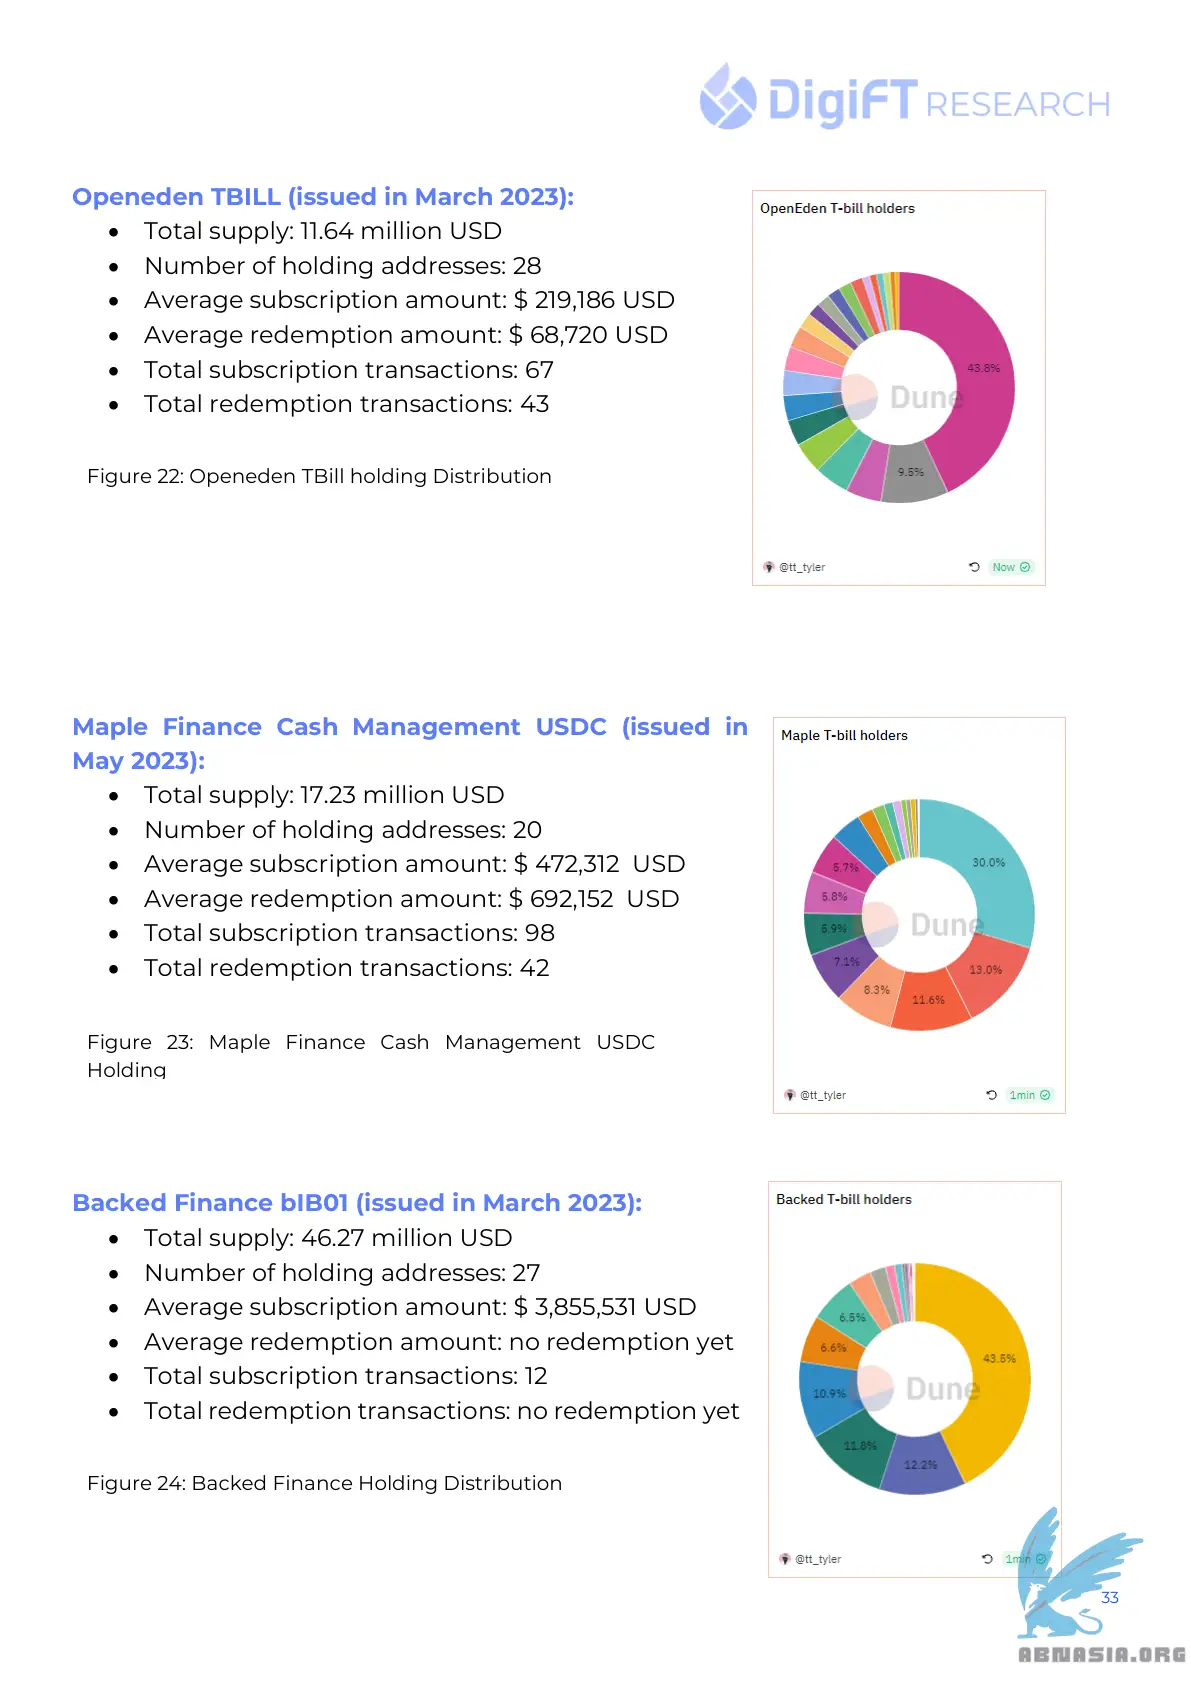 DigiFT RESEARCH
Openeden TBILL (issued in March 2023):
• Total supply: 11.64 million USD
• Number of holding addresses: 28
• Average subscription amount: $ 219,186 USD
• Average redemption amount: $ 68,720 USD
• Total subscription transactions: 67
• Total redemption transactions: 43
Figure 22: Openeden TBill holding Distribution
OpenEden T-bill holders
43.8%
Dune
9.5%
@tt_tyler
Now
Maple Finance Cash Management USDC (issued in
May 2023):
• Total supply: 17.23 million USD
• Number of holding addresses: 20
• Average subscription amount: $ 472,312 USD
• Average redemption amount: $ 692,152 USD
• Total subscription transactions: 98
• Total redemption transactions: 42
Figure 23: Maple Finance Cash Management USDC
Holding
Maple T-bill holders
30.0%
5.7%
5.8%
Dune
5.9%
7.1%
13.0%
8.3%
11.6%
@tt_tyler
1min
Backed Finance bIB01 (issued in March 2023):
• Total supply: 46.27 million USD
• Number of holding addresses: 27
• Average subscription amount: $ 3,855,531 USD
• Average redemption amount: no redemption yet
• Total subscription transactions: 12
• Total redemption transactions: no redemption yet
Figure 24: Backed Finance Holding Distribution
Backed T-bill holders
6.5%
6.6%
43.5%
10.9%
Dune
11.8%
12.2%
@tt_tyler
1min
33
ABNASIA.ORG